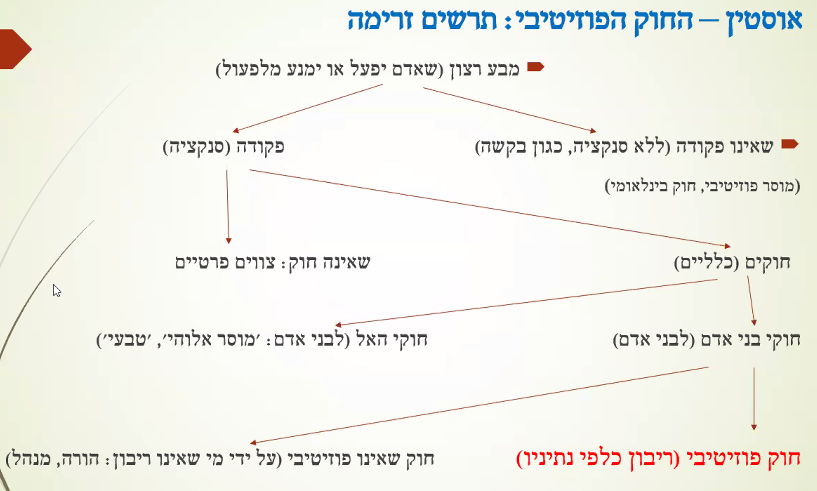 אוסטין – החוק הפוזיטיבי: תרשים זרימה
מבע רצון (שאדם יפעל או ימנע מלפעול)
שאינו פקודה (ללא סנקציה, כגון בקשה)
פקודה (סנקציה)
(מוסר פוזיטיבי, חוק בינלאומי)
חוקים (כלליים)
שאינה חוק: צווים פרטיים
חוקי בני אדם (לבני אדם)
חוקי האל (לבני אדם: 'מוסר אלוהי', 'טבעי')
חוק פוזיטיבי (ריבון כלפי נתיניו)
חוק שאינו פוזיטיבי (על ידי מי שאינו ריבון: הורה, מנהל)